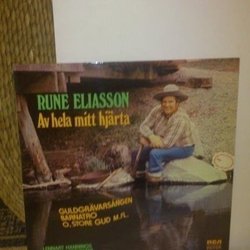 RUNE ELIASSON
Av hela mitt hjärta
GULDGRÄVARSÅNGEN
BARNATRO
O, STORE GUD M.FL.
RCA